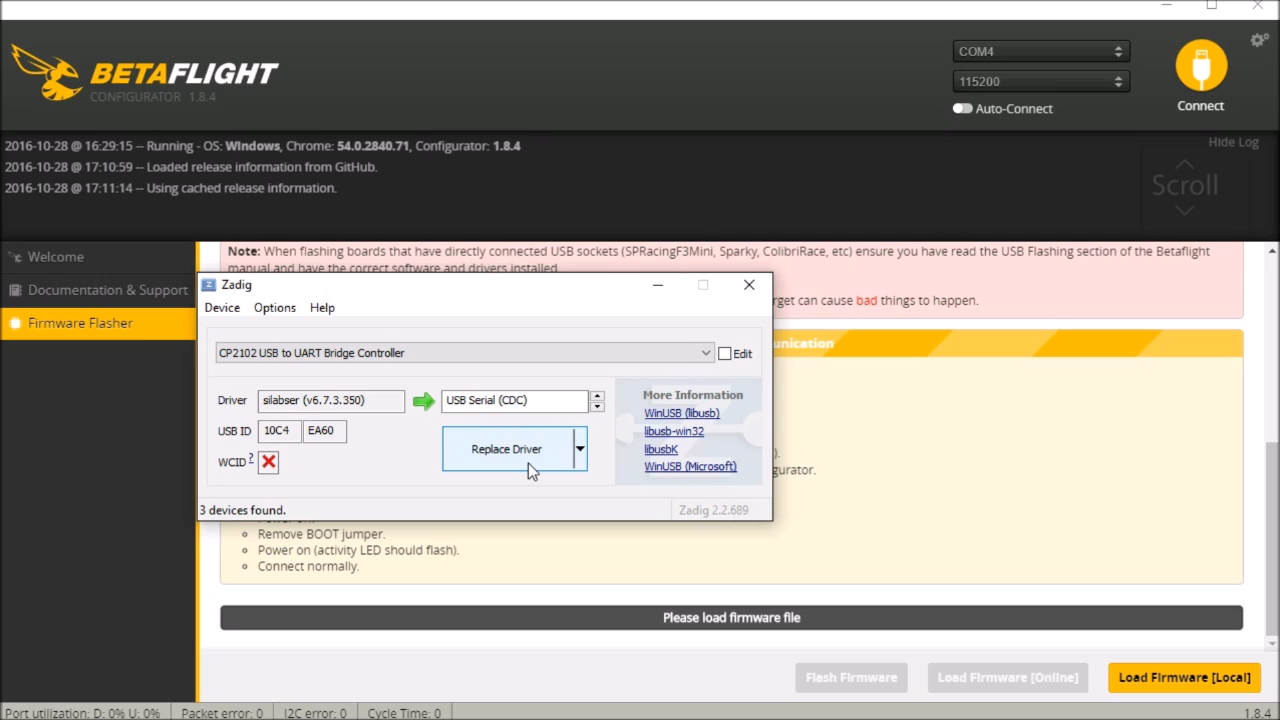 BETAFLIGHT
CONFIGURATOR 1.8.4
COM4
115200
Auto-Connect
Connect
2016-10-28 @ 16:29:15 -- Running - OS: Windows, Chrome: 54.0.2840.71, Configurator: 1.8.4
2016-10-28 @ 17:10:59 -- Loaded release information from GitHub.
2016-10-28 @ 17:11:14 -- Using cached release information.
Hide Log
Scroll
Welcome
Documentation & Support
Firmware Flasher
Note: When flashing boards that have directly connected USB sockets (SPRacingF3Mini, Sparky, ColibriRace, etc) ensure you have read the USB Flashing section of the Betaflight
manual and have the correct software and drivers installed
can cause bad things to happen.
Zadig
Device Options Help
CP2102 USB to UART Bridge Controller
Edit
Driver silabser (v6.7.3.350) USB Serial (CDC)
USB ID 10C4 EA60
WCID ?
Replace Driver
More Information
WinUSB (libusb)
libusb-win32
libusbK
WinUSB (Microsoft)
3 devices found.
Zadig 2.2.689
Remove BOOT jumper.
Power on (activity LED should flash).
Connect normally.
Please load firmware file
Flash Firmware
Load Firmware [Online]
Load Firmware [Local]
Port utilization: D: 0% U: 0% Packet error: 0 I2C error: 0 Cycle Time: 0
1.8.4